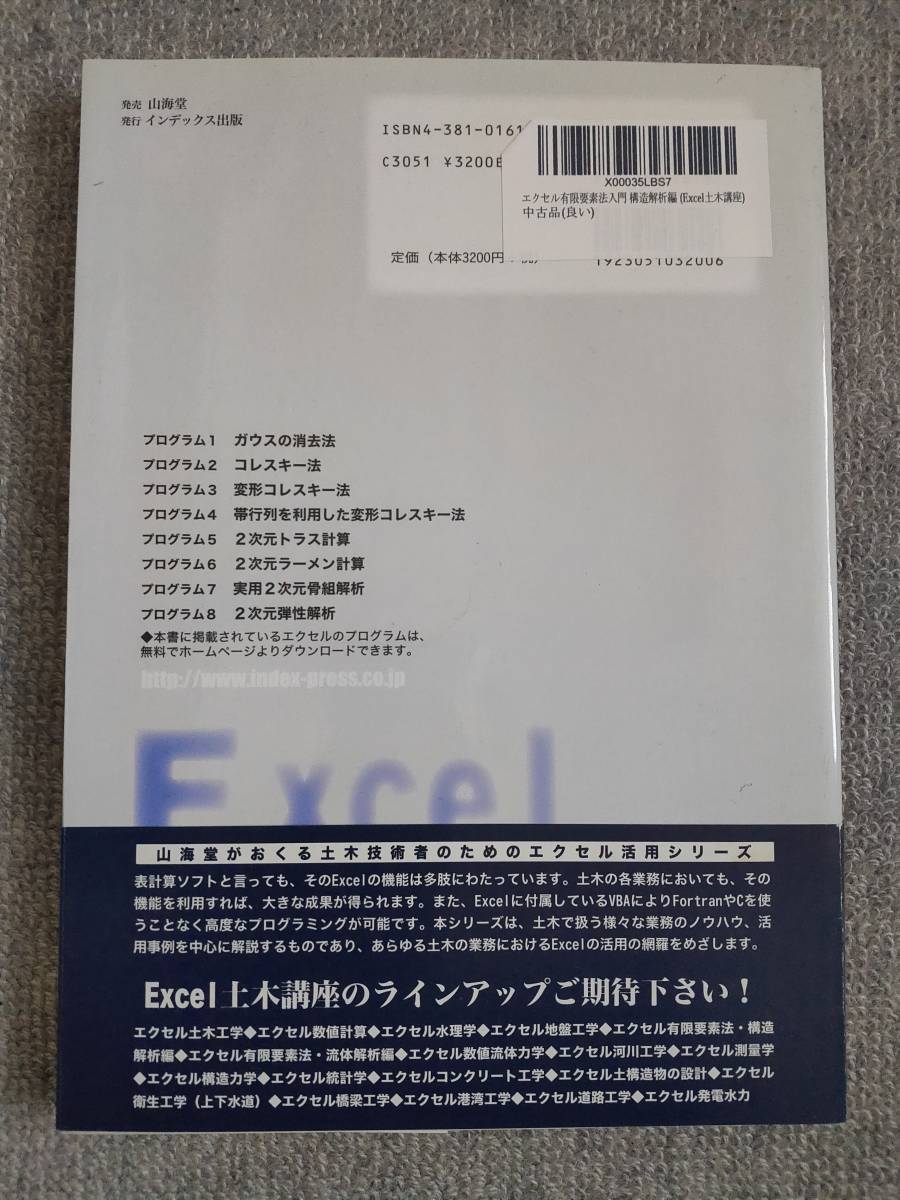 発売 山海堂
発行 インデックス出版
ISBN4-381-0161
C3051 ¥3200E
X00035LBS7
エクセル有限要素法入門 構造解析編 (Excel土木講座)
中古品(良い)
定価（本体3200円
1923051032006
プログラム1 ガウスの消去法
プログラム2 コレスキー法
プログラム3 変形コレスキー法
プログラム4 帯行列を利用した変形コレスキー法
プログラム5 2次元トラス計算
プログラム6 2次元ラーメン計算
プログラム7 実用2次元骨組解析
プログラム8 2次元弾性解析
◆本書に掲載されているエクセルのプログラムは、
無料でホームページよりダウンロードできます。
http://www.index-press.co.jp
Excel
山海堂がおくる土木技術者のためのエクセル活用シリーズ
表計算ソフトと言っても、そのExcelの機能は多肢にわたっています。土木の各業務においても、その
機能を利用すれば、大きな成果が得られます。また、Excelに付属しているVBAによりFortranやCを使
うことなく高度なプログラミングが可能です。本シリーズは、土木で扱う様々な業務のノウハウ、活
用事例を中心に解説するものであり、あらゆる土木の業務におけるExcelの活用の網羅をめざします。
Excel土木講座のラインアップご期待下さい！
エクセル土木工学◆エクセル数値計算◆エクセル水理学◆エクセル地盤工学◆エクセル有限要素法・構造
解析編◆エクセル有限要素法・流体解析編◆エクセル数値流体力学◆エクセル河川工学◆エクセル測量学
◆エクセル構造力学◆エクセル統計学◆エクセルコンクリート工学◆エクセル土構造物の設計◆エクセル
衛生工学（上下水道）◆エクセル橋梁工学◆エクセル港湾工学◆エクセル道路工学◆エクセル発電水力